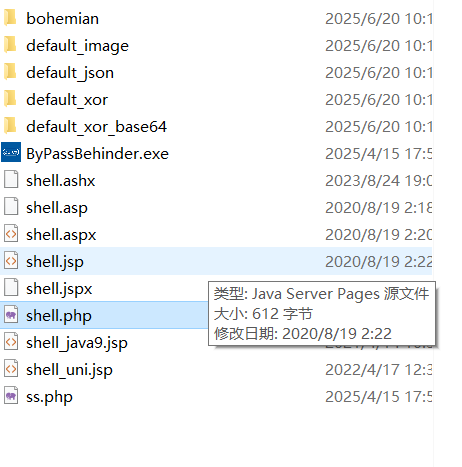 bohemian 2025/6/20 10:1
default_image 2025/6/20 10:1
default_json 2025/6/20 10:1
default_xor 2025/6/20 10:1
default_xor_base64 2025/6/20 10:1
ByPassBehinder.exe 2025/4/15 17:5
shell.ashx 2023/8/24 19:0
shell.asp 2020/8/19 2:18
shell.aspx 2020/8/19 2:20
shell.jsp 2020/8/19 2:22
shell.jspx
类型: Java Server Pages 源文件
shell.php
大小: 612 字节
修改日期: 2020/8/19 2:22
shell_java9.jsp
shell_uni.jsp 2022/4/17 12:3
ss.php 2025/4/15 17:5